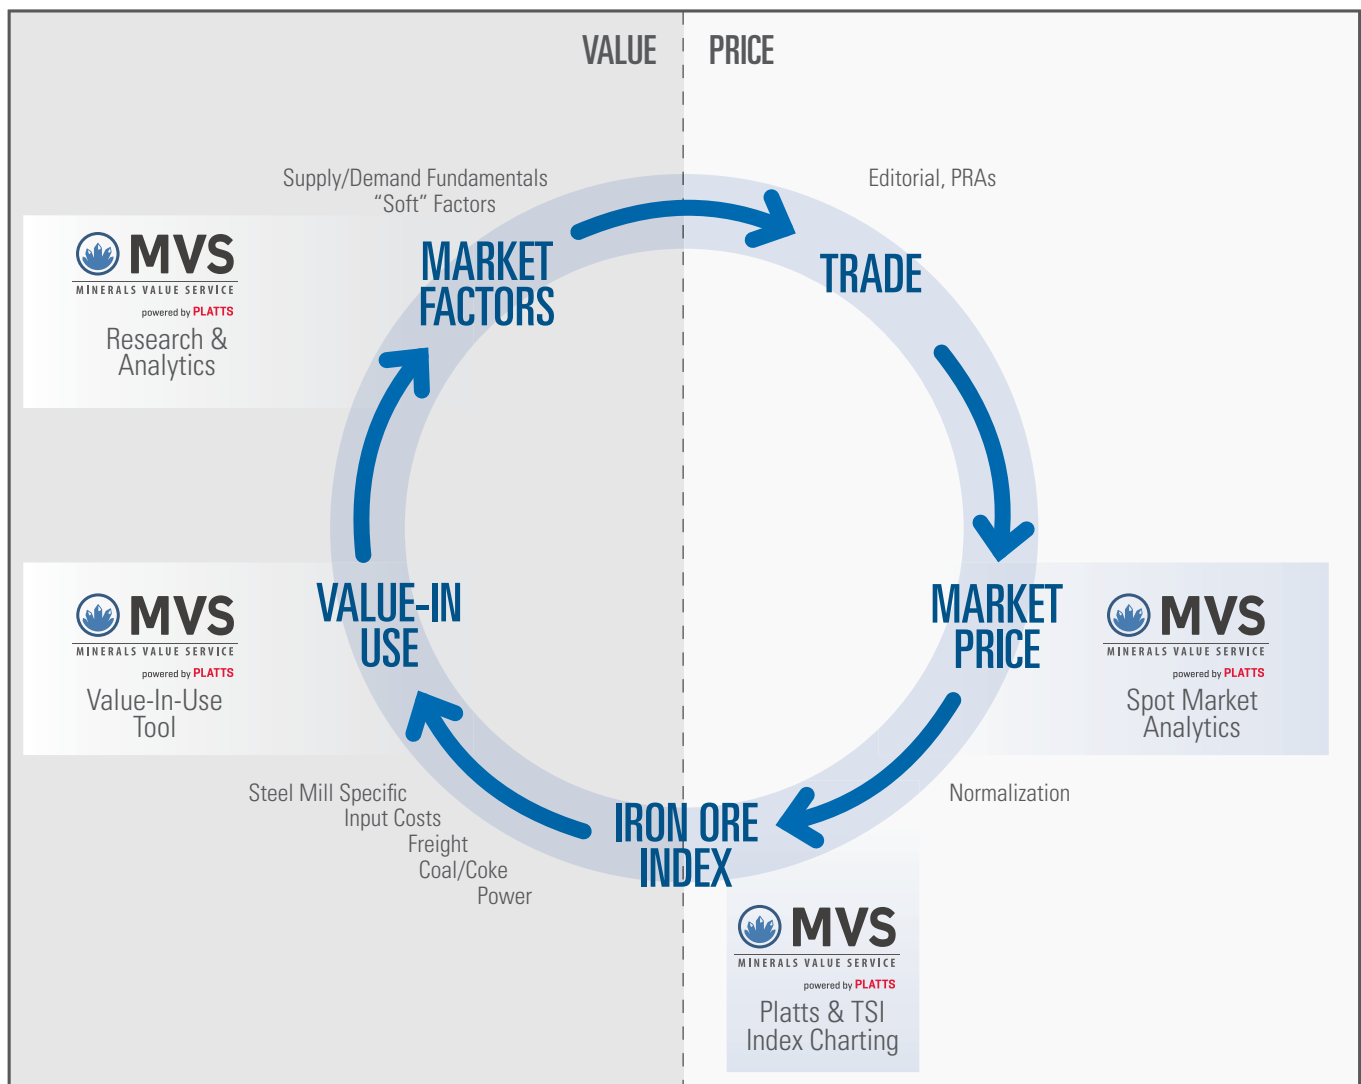 VALUE
PRICE
Supply/Demand Fundamentals
“Soft” Factors
Editorial, PRAs
MVS
MINERALS VALUE SERVICE
powered by PLATTS
Research &
Analytics
MARKET
FACTORS
TRADE
MVS
MINERALS VALUE SERVICE
powered by PLATTS
Value-In-Use
Tool
VALUE-IN
USE
MARKET
PRICE
MVS
MINERALS VALUE SERVICE
powered by PLATTS
Spot Market
Analytics
Steel Mill Specific
Input Costs
Freight
Coal/Coke
Power
IRON ORE
INDEX
Normalization
MVS
MINERALS VALUE SERVICE
powered by PLATTS
Platts & TSI
Index Charting